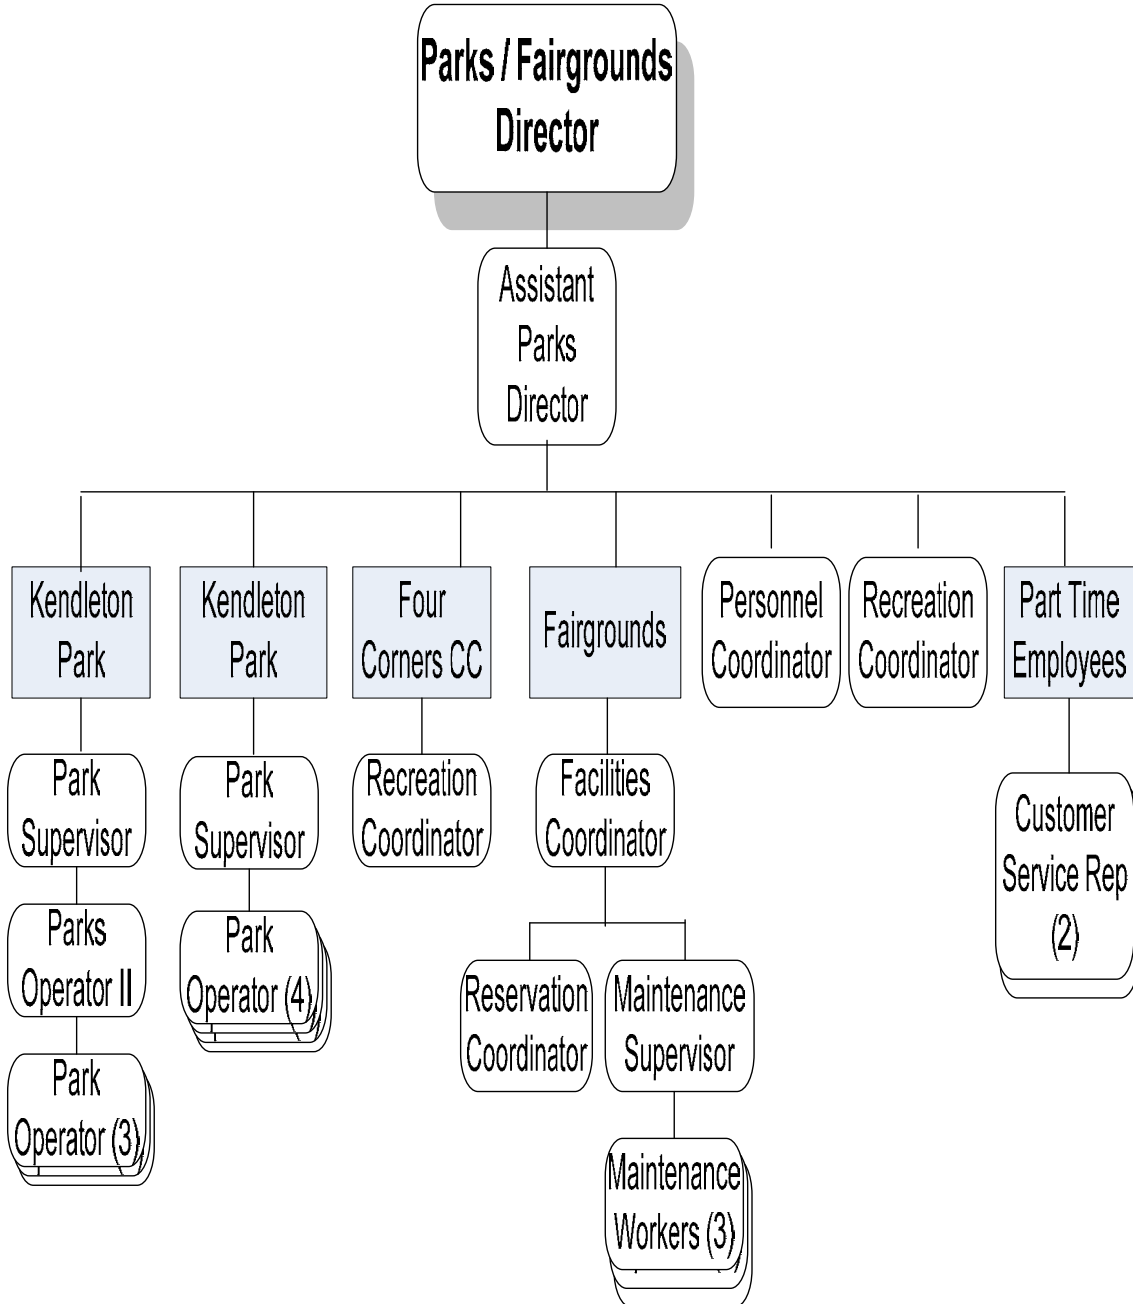 Parks / Fairgrounds
Director
Assistant
Parks
Director
Kendleton
Park
Kendleton
Park
Four
Corners CC
Fairgrounds
Personnel
Coordinator
Recreation
Coordinator
Part Time
Employees
Park
Supervisor
Park
Supervisor
Recreation
Coordinator
Facilities
Coordinator
Customer
Service Rep
(2)
Parks
Operator II
Park
Operator (4)
Reservation
Coordinator
Maintenance
Supervisor
Park
Operator (3)
Maintenance
Workers (3)